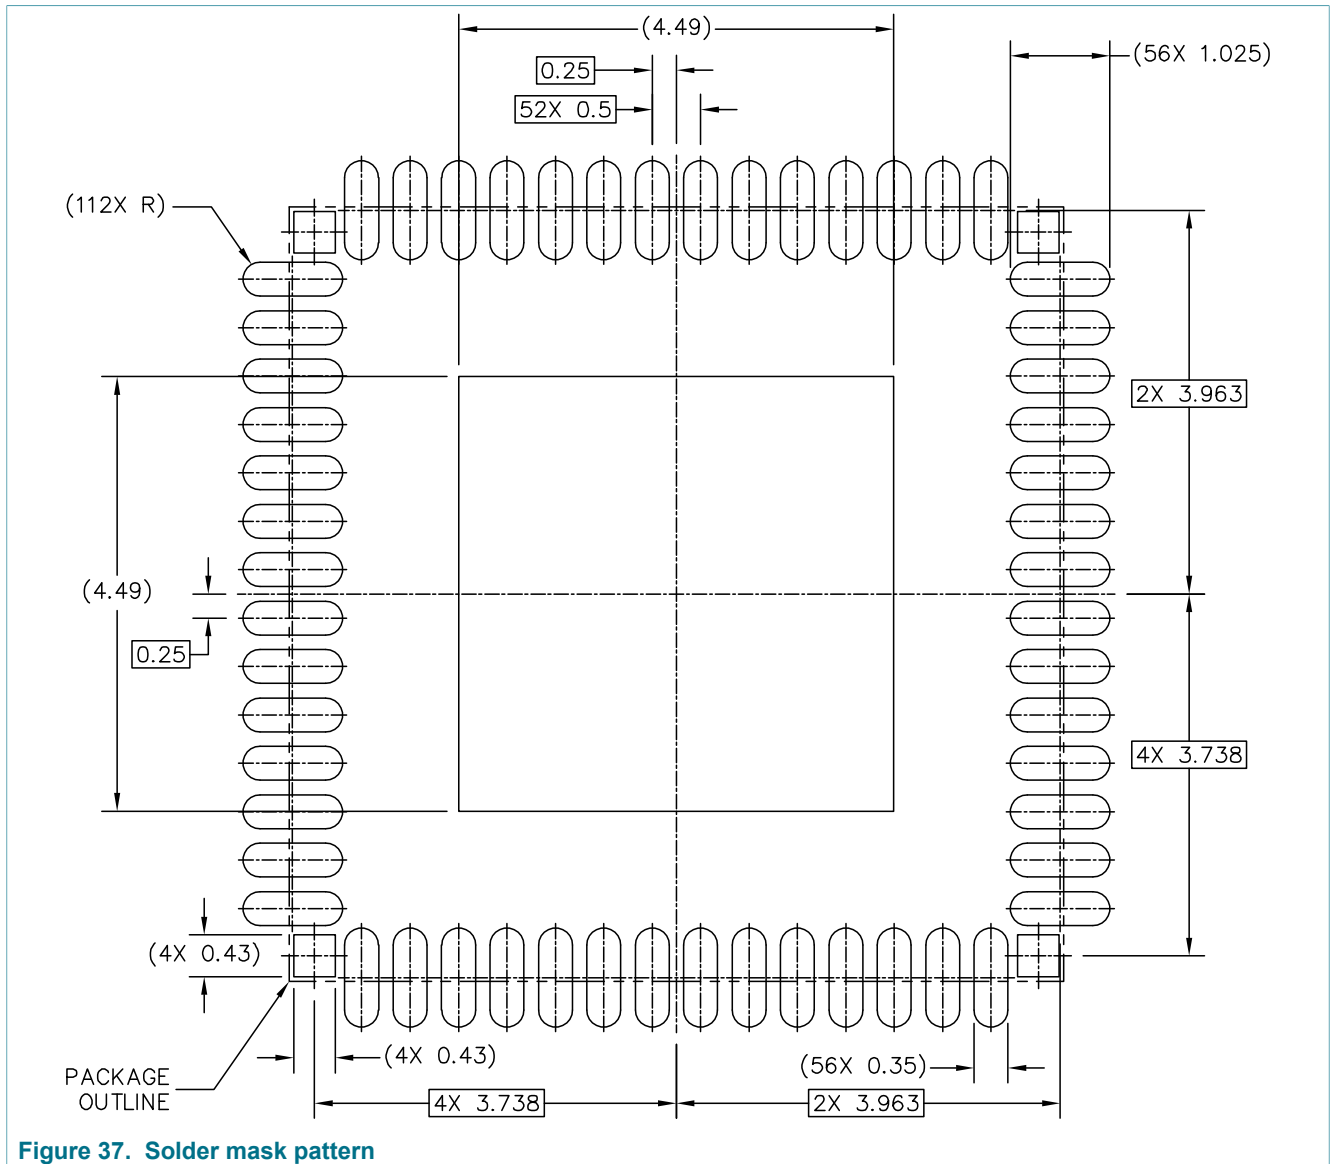 (4.49)
(56X 1.025)
0.25
52X 0.5
(112X R)
2X 3.963
(4.49)
0.25
4X 3.738
(4X 0.43)
(4X 0.43)
(56X 0.35)
PACKAGE
OUTLINE
4X 3.738
2X 3.963
Figure 37. Solder mask pattern